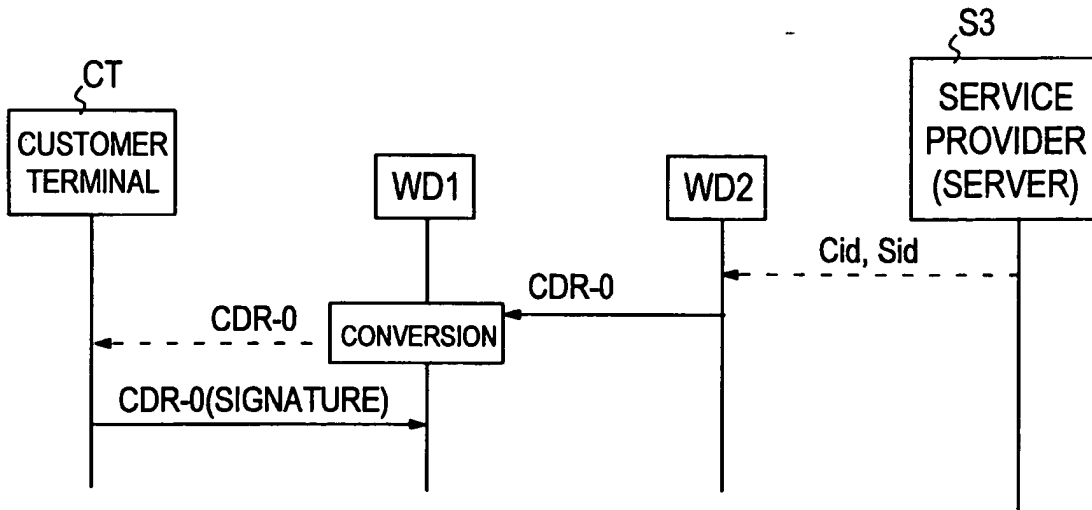 S3
CT
SERVICE
PROVIDER
(SERVER)
CUSTOMER
TERMINAL
WD1
WD2
Cid, Sid
CDR-0
CDR-0
CONVERSION
CDR-0(SIGNATURE)